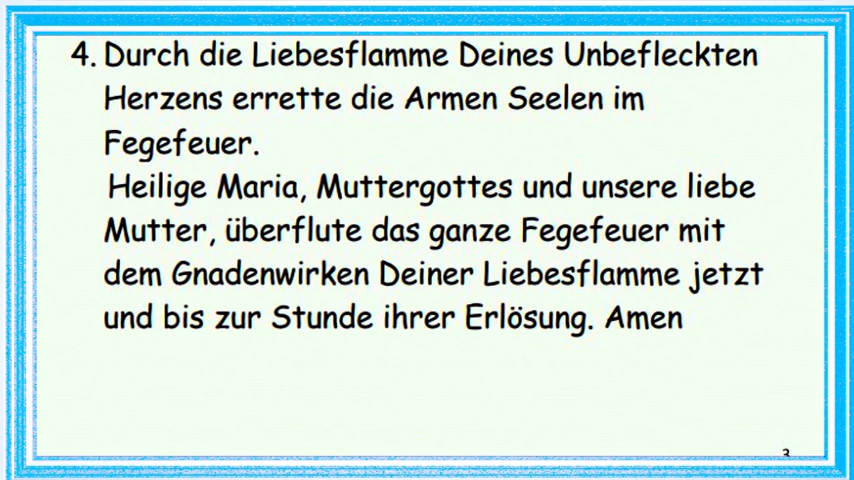 4. Durch die Liebesflamme Deines Unbefleckten
Herzens errette die Armen Seelen im
Fegefeuer.
Heilige Maria, Muttergottes und unsere liebe
Mutter, überflute das ganze Fegefeuer mit
dem Gnadenwirken Deiner Liebesflamme jetzt
und bis zur Stunde ihrer Erlösung. Amen
3